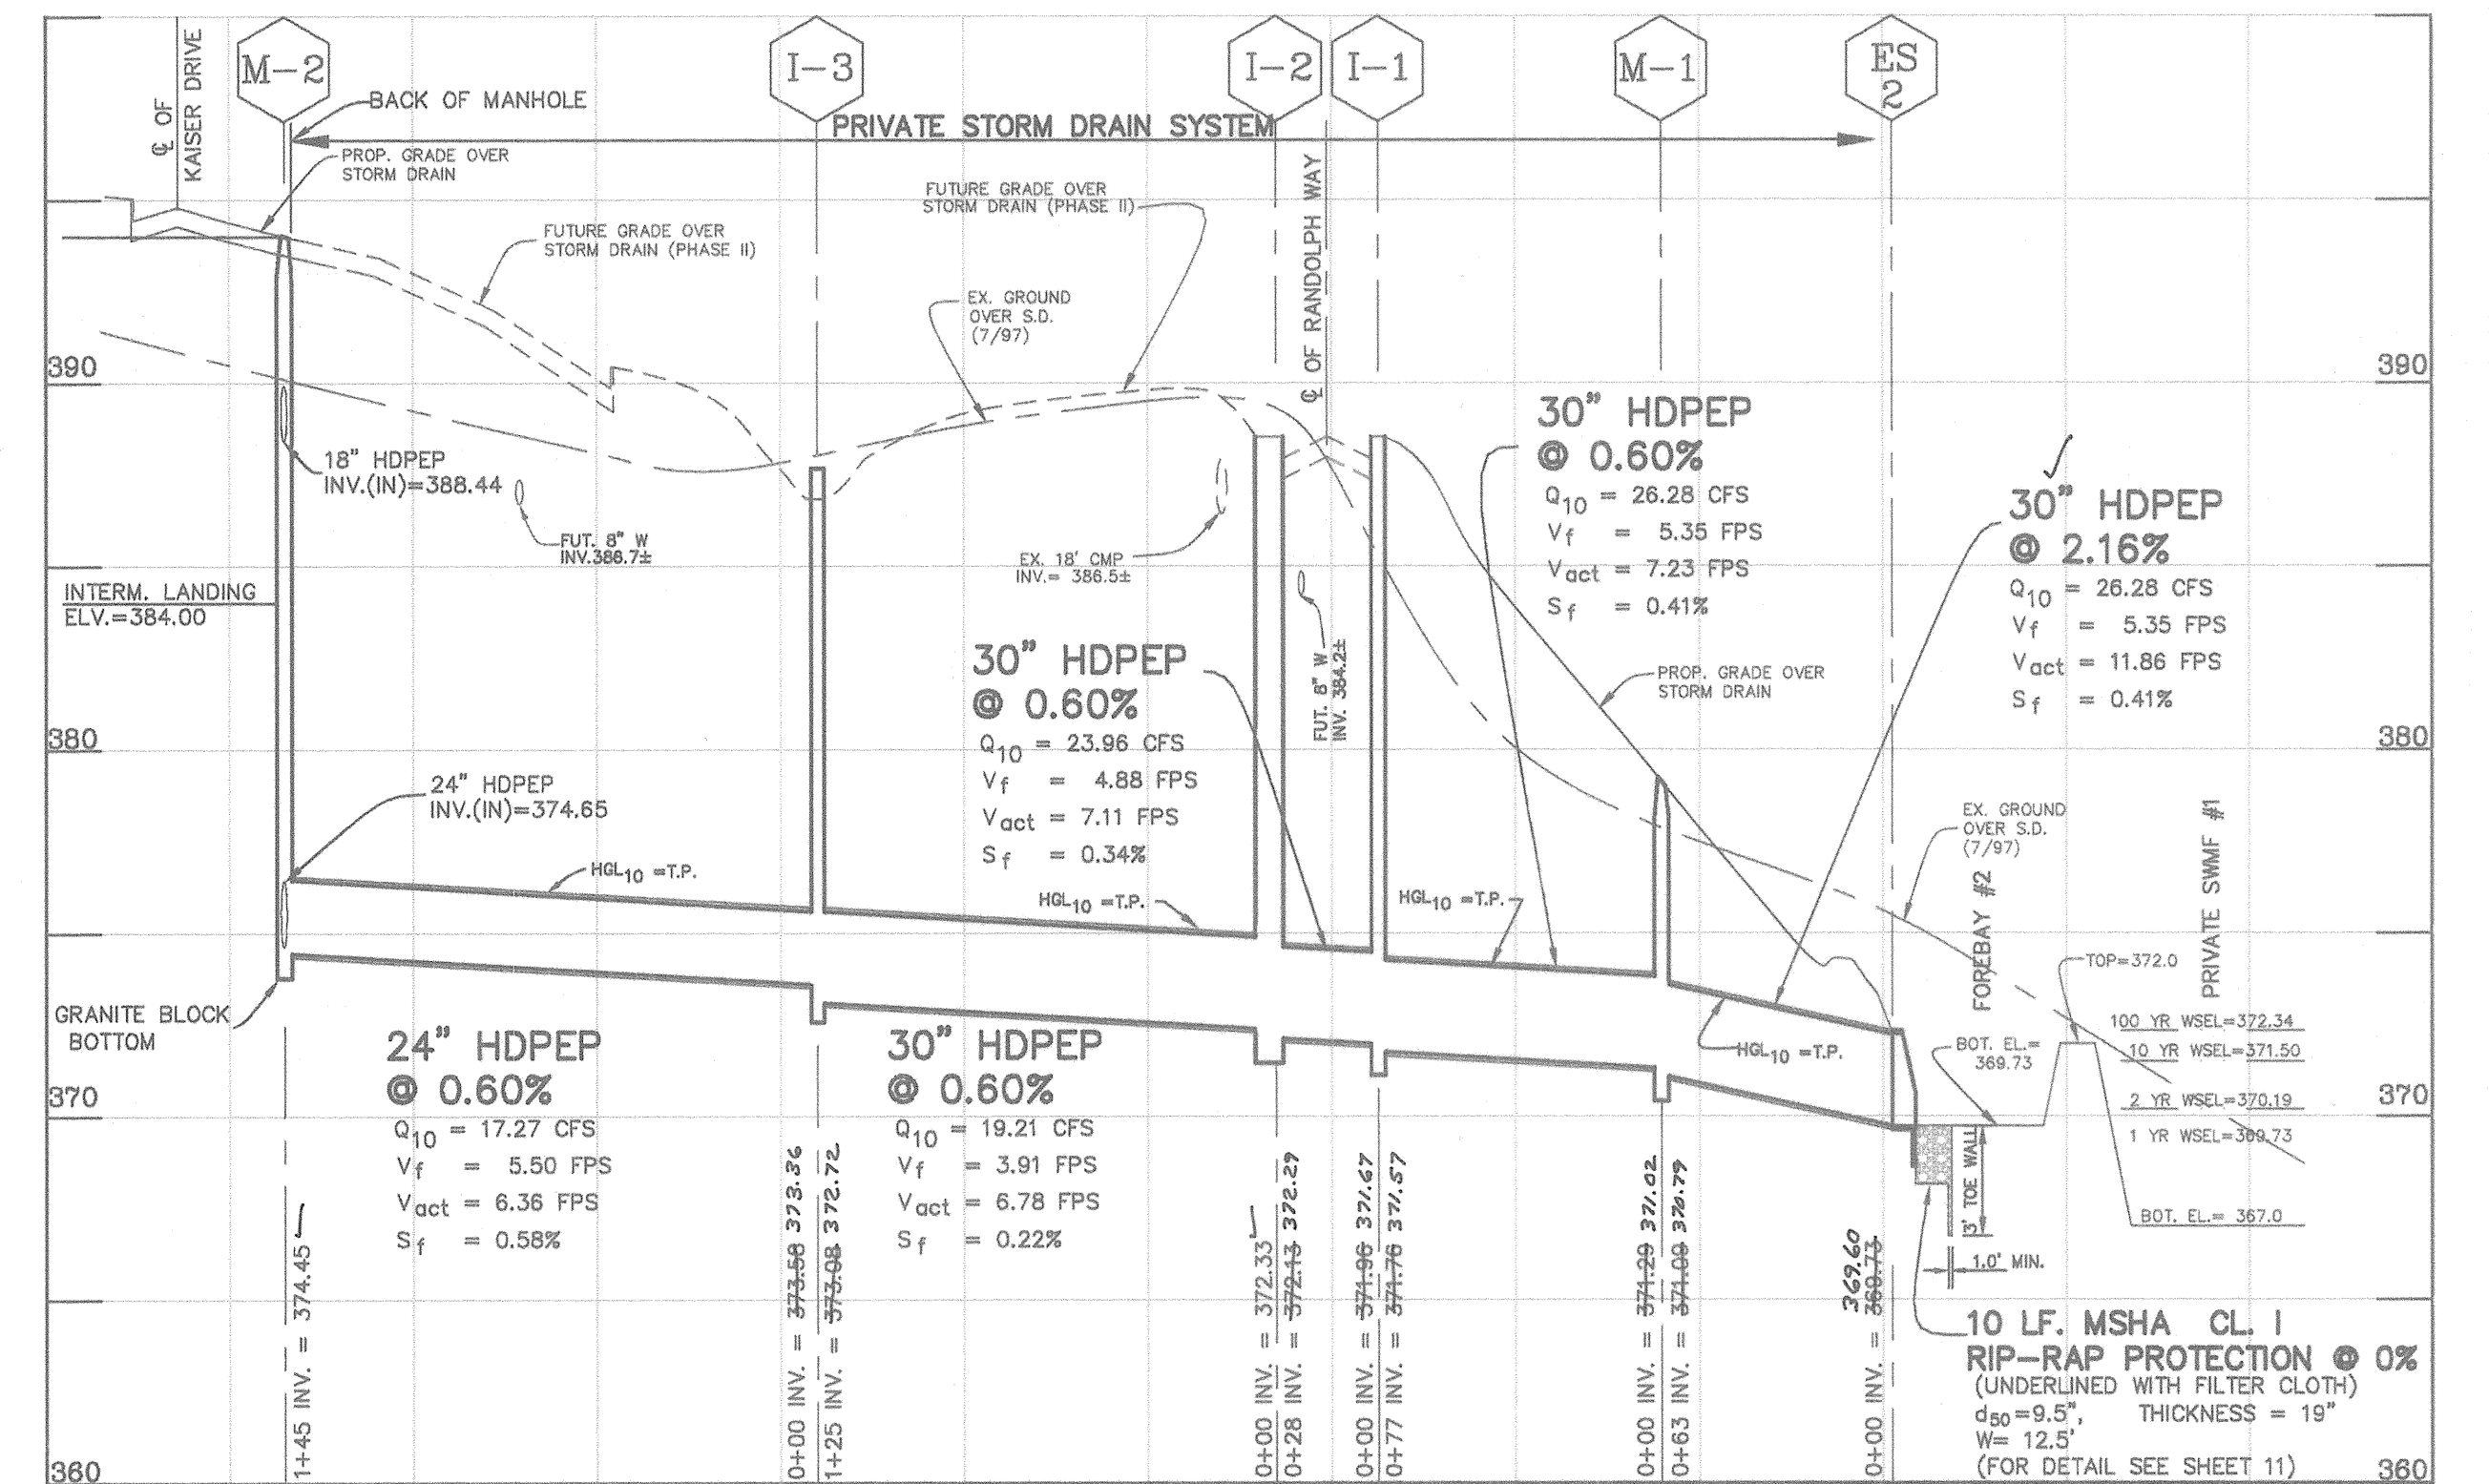 ℄ OF
KAISER DRIVE
M-2
I-3
I-2
I-1
M-1
ES
2
BACK OF MANHOLE
PRIVATE STORM DRAIN SYSTEM
PROP. GRADE OVER
STORM DRAIN
FUTURE GRADE OVER
STORM DRAIN (PHASE II)
FUTURE GRADE OVER
STORM DRAIN (PHASE II)
℄ OF RANDOLPH WAY
EX. GROUND
OVER S.D.
(7/97)
390
390
18" HDPEP
INV.(IN)=388.44
FUT. 8" W
INV.386.7±
EX. 18' CMP
INV.= 386.5±
30" HDPEP
@ 0.60%
Q10 = 26.28 CFS
Vf = 5.35 FPS
Vact = 7.23 FPS
Sf = 0.41%
30" HDPEP
@ 2.16%
Q10 = 26.28 CFS
Vf = 5.35 FPS
Vact = 11.86 FPS
Sf = 0.41%
INTERM. LANDING
ELV.=384.00
30" HDPEP
@ 0.60%
Q10 = 23.96 CFS
Vf = 4.88 FPS
Vact = 7.11 FPS
Sf = 0.34%
FUT. 8" W
INV. 384.2±
PROP. GRADE OVER
STORM DRAIN
380
380
24" HDPEP
INV.(IN)=374.65
HGL10 =T.P.
HGL10 =T.P.
HGL10 =T.P.
HGL10 =T.P.
EX. GROUND
OVER S.D.
(7/97)
FOREBAY #2
PRIVATE SWMF #1
TOP=372.0
100 YR WSEL=372.34
10 YR WSEL=371.50
2 YR WSEL=370.19
1 YR WSEL=369.73
BOT. EL.=
369.73
BOT. EL.= 367.0
GRANITE BLOCK
BOTTOM
370
370
24" HDPEP
@ 0.60%
Q10 = 17.27 CFS
Vf = 5.50 FPS
Vact = 6.36 FPS
Sf = 0.58%
30" HDPEP
@ 0.60%
Q10 = 19.21 CFS
Vf = 3.91 FPS
Vact = 6.78 FPS
Sf = 0.22%
3' TOE WALL
1.0' MIN.
1+45 INV. = 374.45
0+00 INV. = 373.58 373.36
1+25 INV. = 373.08 372.72
0+00 INV. = 372.33
0+28 INV. = 372.13 372.29
0+00 INV. = 371.96 371.67
0+77 INV. = 371.76 371.57
0+00 INV. = 371.29 371.02
0+63 INV. = 371.09 370.79
369.60
0+00 INV. = 369.73
10 LF. MSHA CL. I
RIP-RAP PROTECTION @ 0%
(UNDERLINED WITH FILTER CLOTH)
d50=9.5", THICKNESS = 19"
W= 12.5'
(FOR DETAIL SEE SHEET 11)
360
360